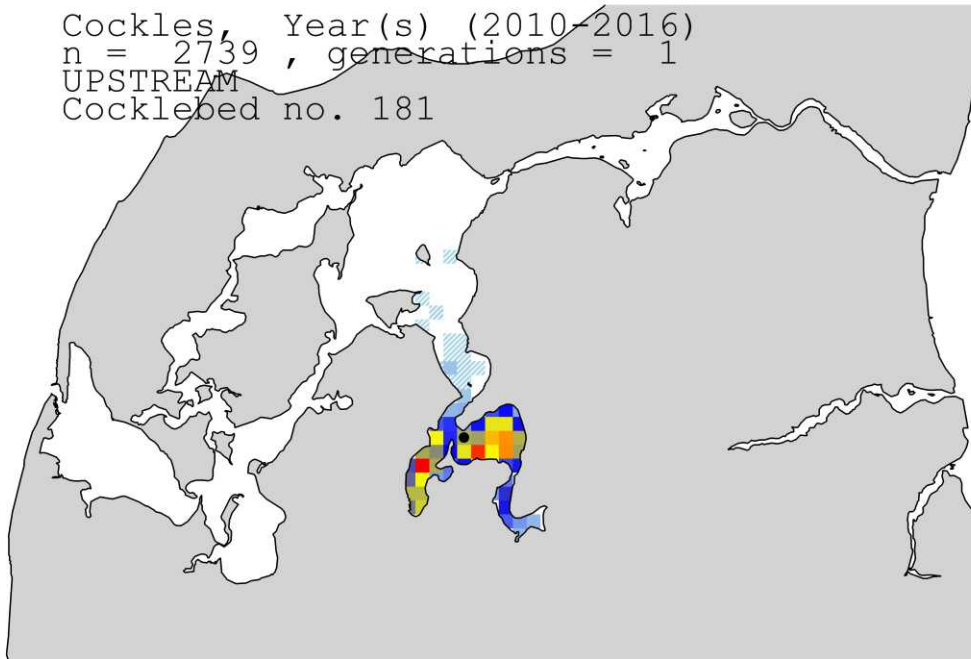 Cockles, Year(s) (2010-2016)
n = 2739 , generations = 1
UPSTREAM
Cocklebed no. 181